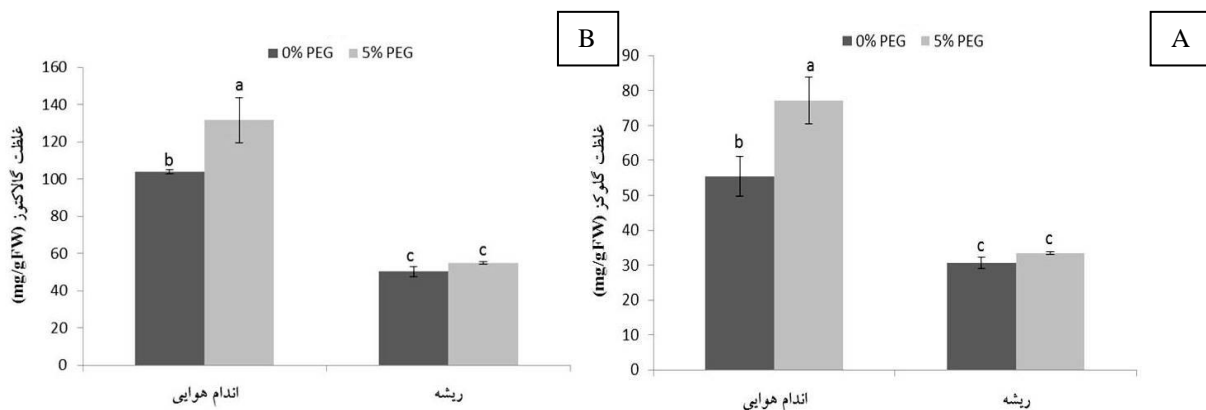 B
0% PEG 5% PEG
غلظت گالاکتوز (mg/gFW)
160
140
120
100
80
60
40
20
0
b
a
c
c
اندام هوایی
ریشه
A
0% PEG 5% PEG
غلظت گلوکز (mg/gFW)
90
80
70
60
50
40
30
20
10
0
b
a
c
c
اندام هوایی
ریشه